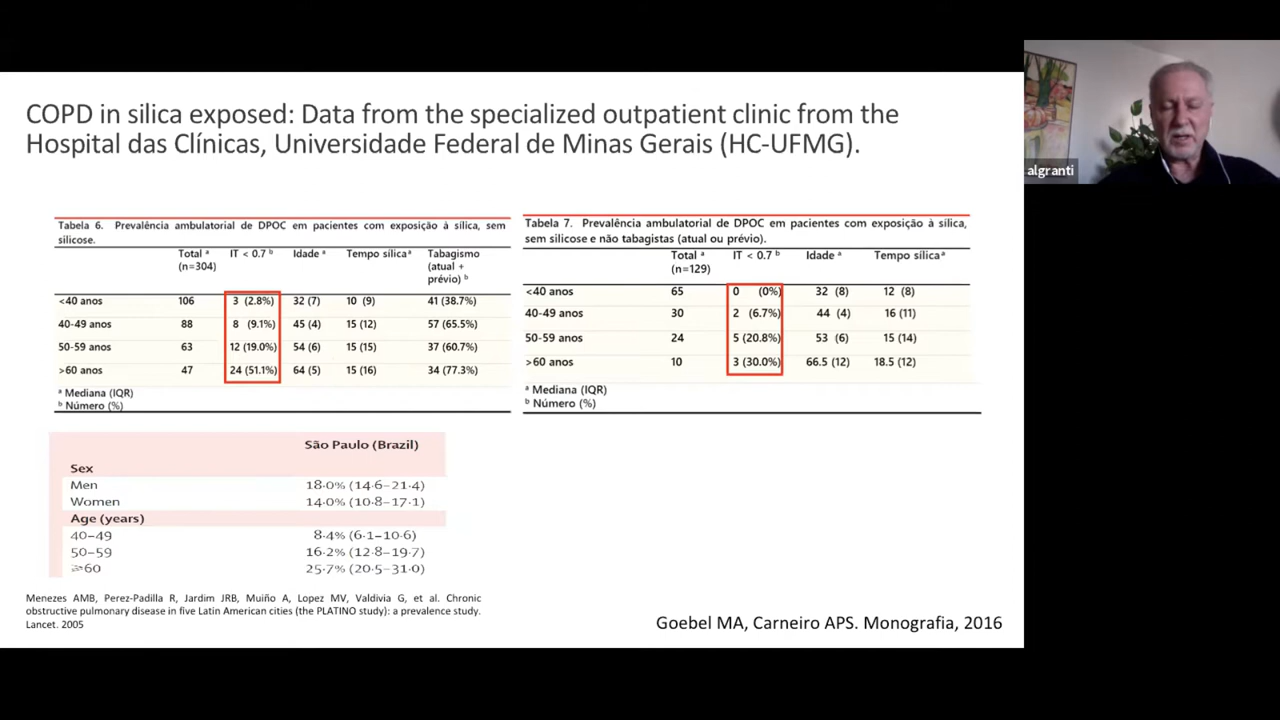 COPD in silica exposed: Data from the specialized outpatient clinic from the
Hospital das Clínicas, Universidade Federal de Minas Gerais (HC-UFMG).
algranti
Tabela 6. Prevalência ambulatorial de DPOC em pacientes com exposição à sílica, sem
silicose.
Total ᵃ IT < 0.7 ᵇ Idade ᵃ Tempo sílicaᵃ Tabagismo
(n=304) (atual +
prévio) ᵇ
<40 anos 106 3 (2.8%) 32 (7) 10 (9) 41 (38.7%)
40-49 anos 88 8 (9.1%) 45 (4) 15 (12) 57 (65.5%)
50-59 anos 63 12 (19.0%) 54 (6) 15 (15) 37 (60.7%)
>60 anos 47 24 (51.1%) 64 (5) 15 (16) 34 (77.3%)
ᵃ Mediana (IQR)
ᵇ Número (%)
Tabela 7. Prevalência ambulatorial de DPOC em pacientes com exposição à sílica,
sem silicose e não tabagistas (atual ou prévio).
Total ᵃ IT < 0.7 ᵇ Idade ᵃ Tempo sílicaᵃ
(n=129)
<40 anos 65 0 (0%) 32 (8) 12 (8)
40-49 anos 30 2 (6.7%) 44 (4) 16 (11)
50-59 anos 24 5 (20.8%) 53 (6) 15 (14)
>60 anos 10 3 (30.0%) 66.5 (12) 18.5 (12)
ᵃ Mediana (IQR)
ᵇ Número (%)
São Paulo (Brazil)
Sex
Men 18·0% (14·6–21·4)
Women 14·0% (10·8–17·1)
Age (years)
40–49 8·4% (6·1–10·6)
50–59 16·2% (12·8–19·7)
≥60 25·7% (20·5–31·0)
Menezes AMB, Perez-Padilla R, Jardim JRB, Muiño A, Lopez MV, Valdivia G, et al. Chronic
obstructive pulmonary disease in five Latin American cities (the PLATINO study): a prevalence study.
Lancet. 2005
Goebel MA, Carneiro APS. Monografia, 2016